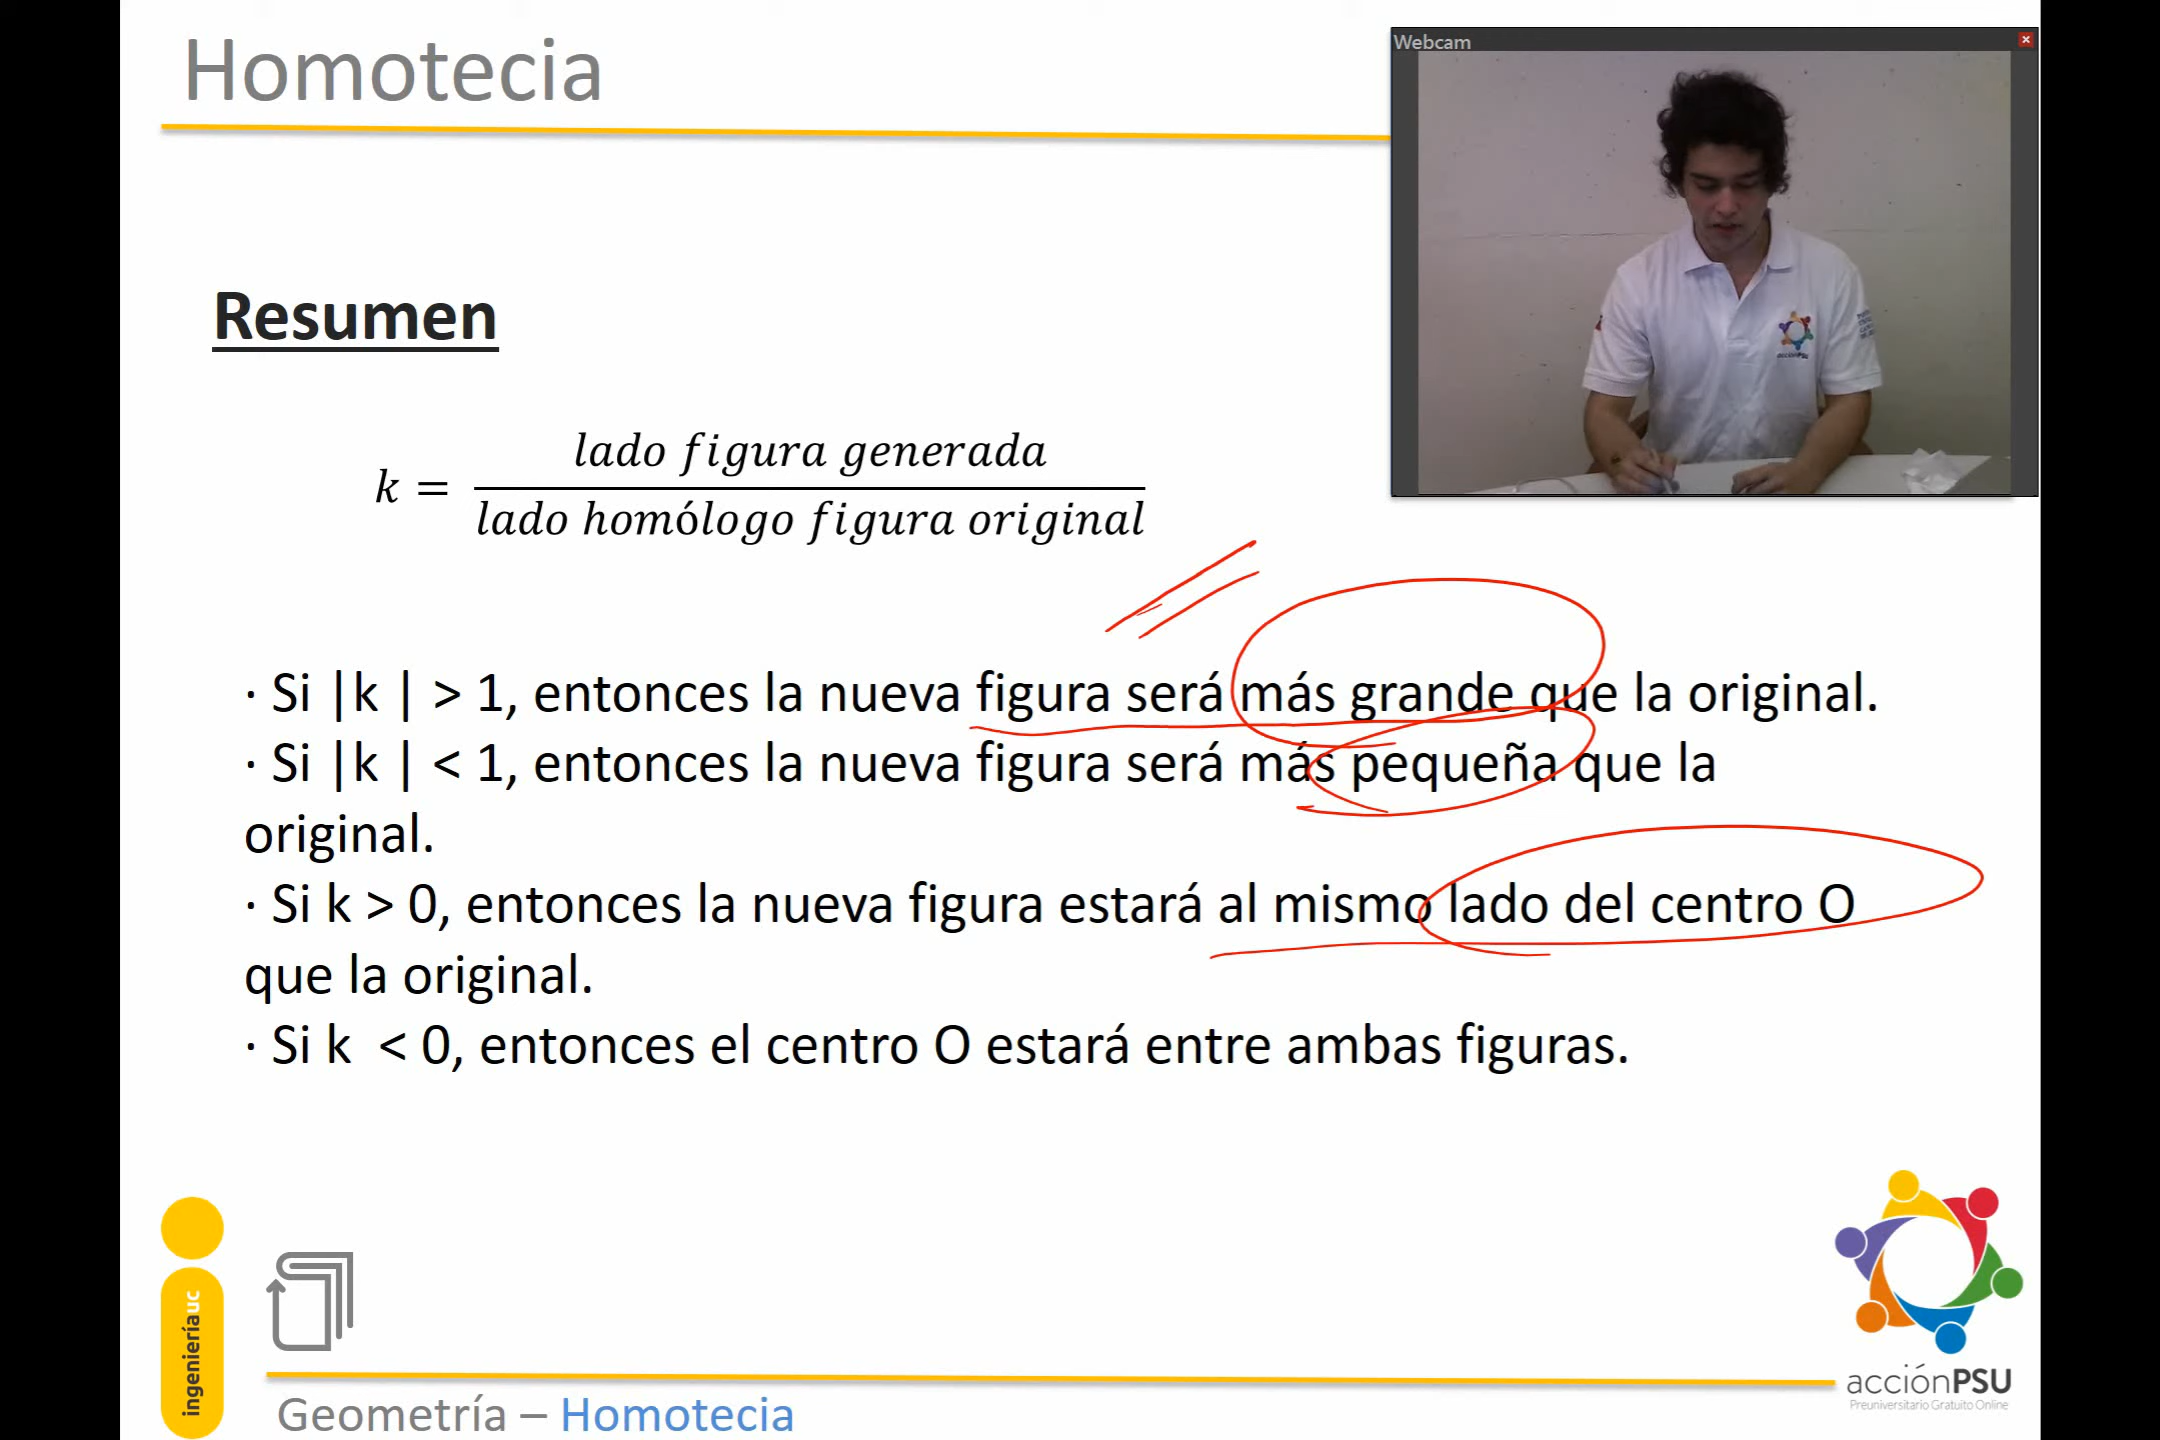 Homotecia
Webcam
Resumen
k = lado figura generada / lado homólogo figura original
· Si |k | > 1, entonces la nueva figura será más grande que la original.
· Si |k | < 1, entonces la nueva figura será más pequeña que la
original.
· Si k > 0, entonces la nueva figura estará al mismo lado del centro O
que la original.
· Si k < 0, entonces el centro O estará entre ambas figuras.
ingenieríauc
Geometría – Homotecia
acciónPSU
Preuniversitario Gratuito Online
acciónPSU